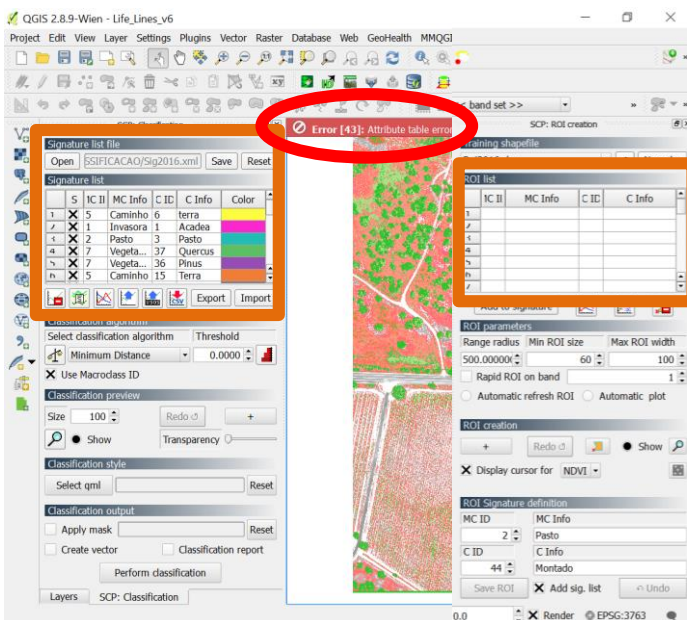 QGIS 2.8.9-Wien - Life_Lines_v6
Project Edit View Layer Settings Plugins Vector Raster Database Web GeoHealth MMQGI
< band set >>
Error [43]: Attribute table error
SCP: ROI creation
Signature list file
Training shapefile
Open SSIFICACAO/Sig2016.xml Save Reset
Signature list
ROI list
S MC Info C ID C Info Color
MC Info C ID C Info
1 5 Caminho 6 terra
2 1 Invasora 1 Acadea
3 2 Pasto 3 Pasto
4 7 Vegeta... 37 Quercus
5 7 Vegeta... 36 Pinus
6 5 Caminho 15 Terra
Export Import
Add to signature
Classification algorithm
Select classification algorithm Threshold
Minimum Distance 0.0000
Use Macroclass ID
ROI parameters
Range radius Min ROI size Max ROI width
500.00000 60 100
Rapid ROI on band 1
Automatic refresh ROI Automatic plot
Classification preview
Size 100 Redo +
Show Transparency
ROI creation
+ Redo Show
Display cursor for NDVI
Classification style
Select qml Reset
Classification output
Apply mask Reset
Create vector Classification report
Perform classification
Layers SCP: Classification
ROI Signature definition
MC ID MC Info
2 Pasto
C ID C Info
44 Montado
Save ROI Add sig. list Undo
0.0 Render EPSG:3763